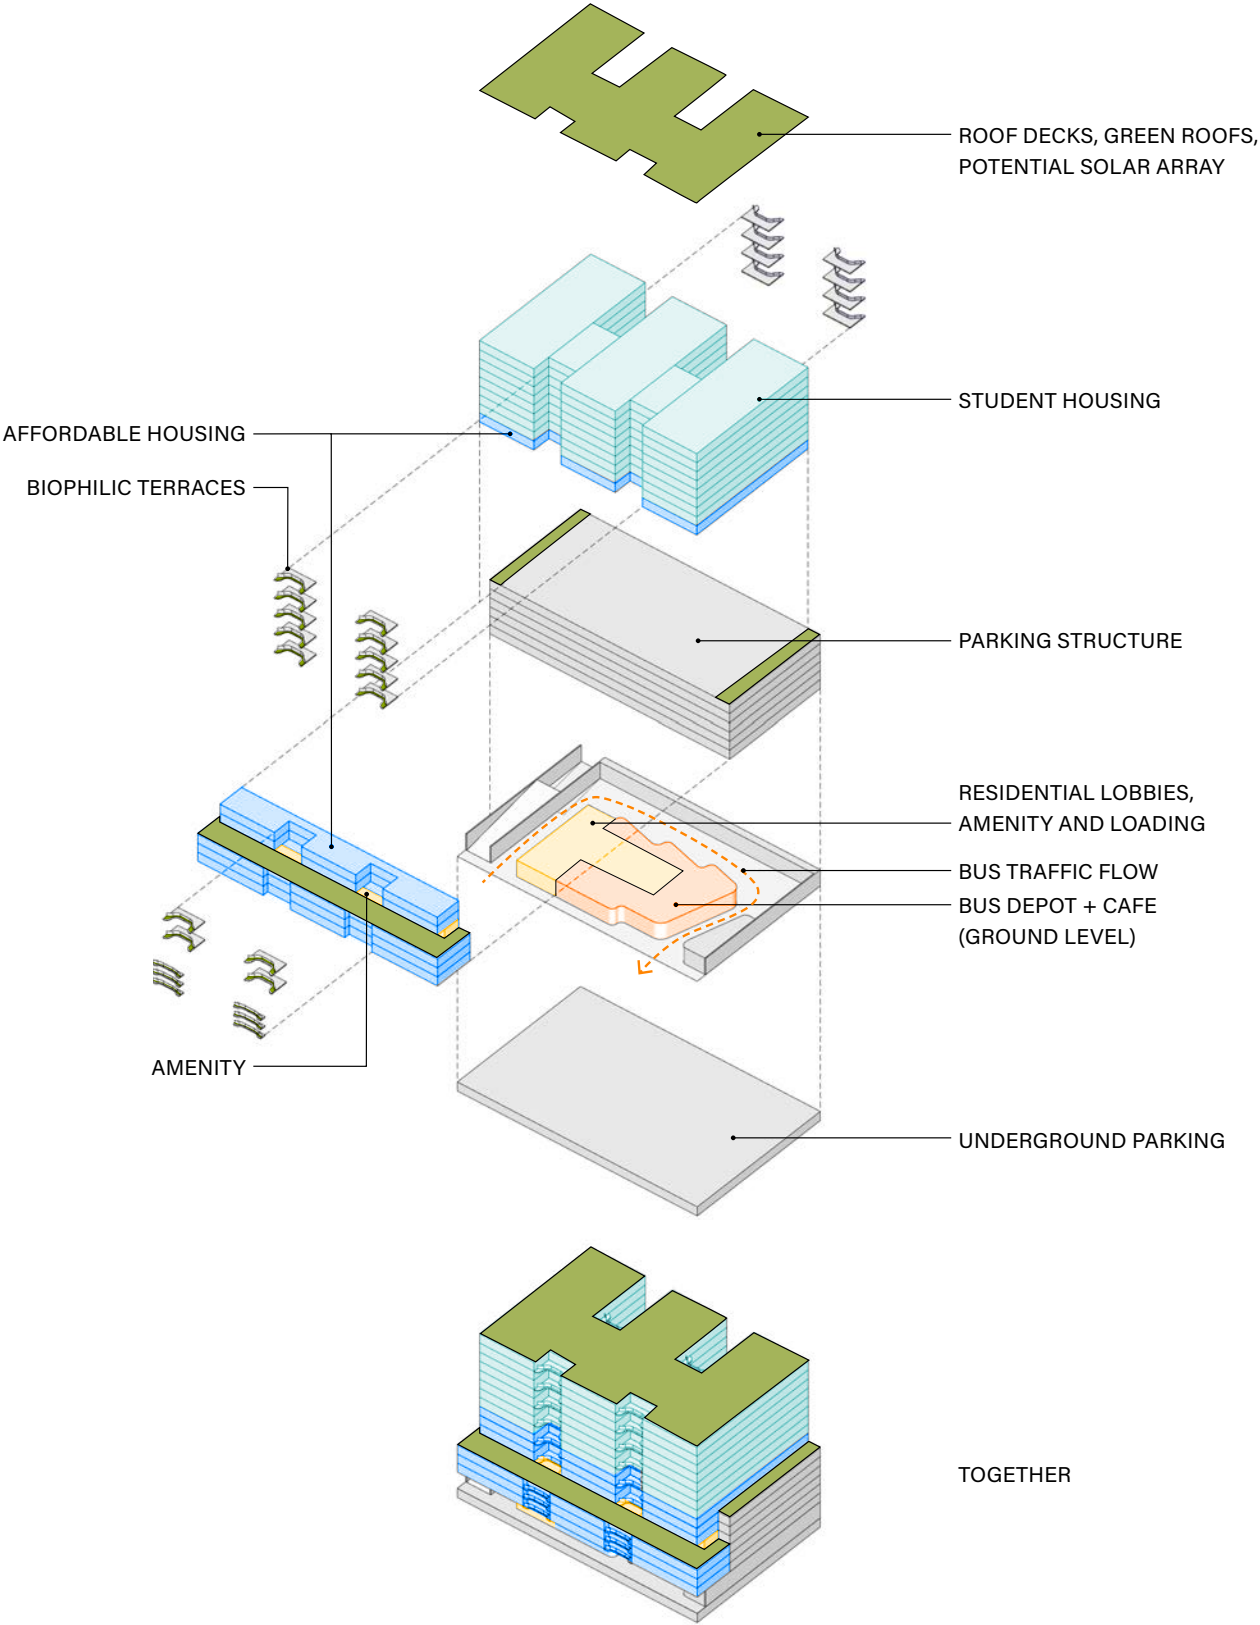 ROOF DECKS, GREEN ROOFS,
POTENTIAL SOLAR ARRAY
STUDENT HOUSING
AFFORDABLE HOUSING
BIOPHILIC TERRACES
PARKING STRUCTURE
RESIDENTIAL LOBBIES,
AMENITY AND LOADING
BUS TRAFFIC FLOW
BUS DEPOT + CAFE
(GROUND LEVEL)
AMENITY
UNDERGROUND PARKING
TOGETHER